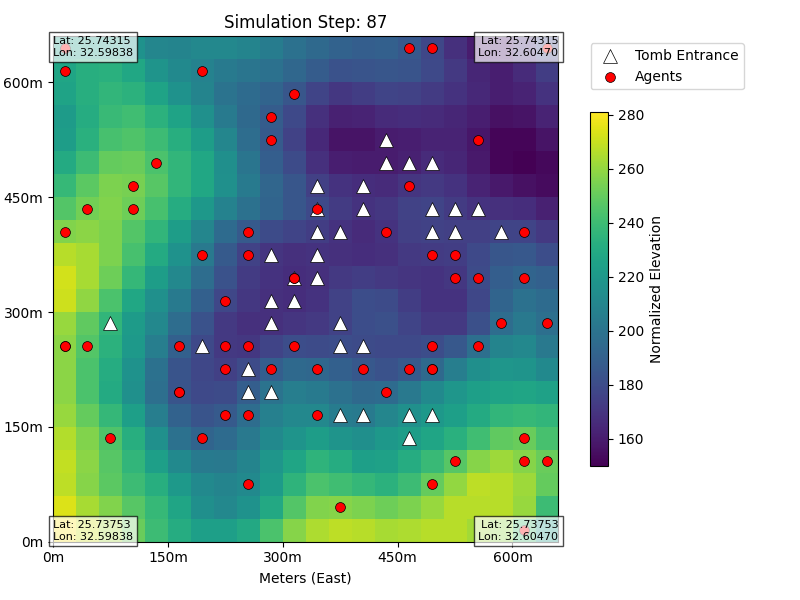 Simulation Step: 87
Lat: 25.74315
Lon: 32.59838
Lat: 25.74315
Lon: 32.60470
Tomb Entrance
Agents
600m
450m
300m
150m
0m
Lat: 25.73753
Lon: 32.59838
Lat: 25.73753
Lon: 32.60470
0m
150m
300m
450m
600m
Meters (East)
280
260
240
220
200
180
160
Normalized Elevation